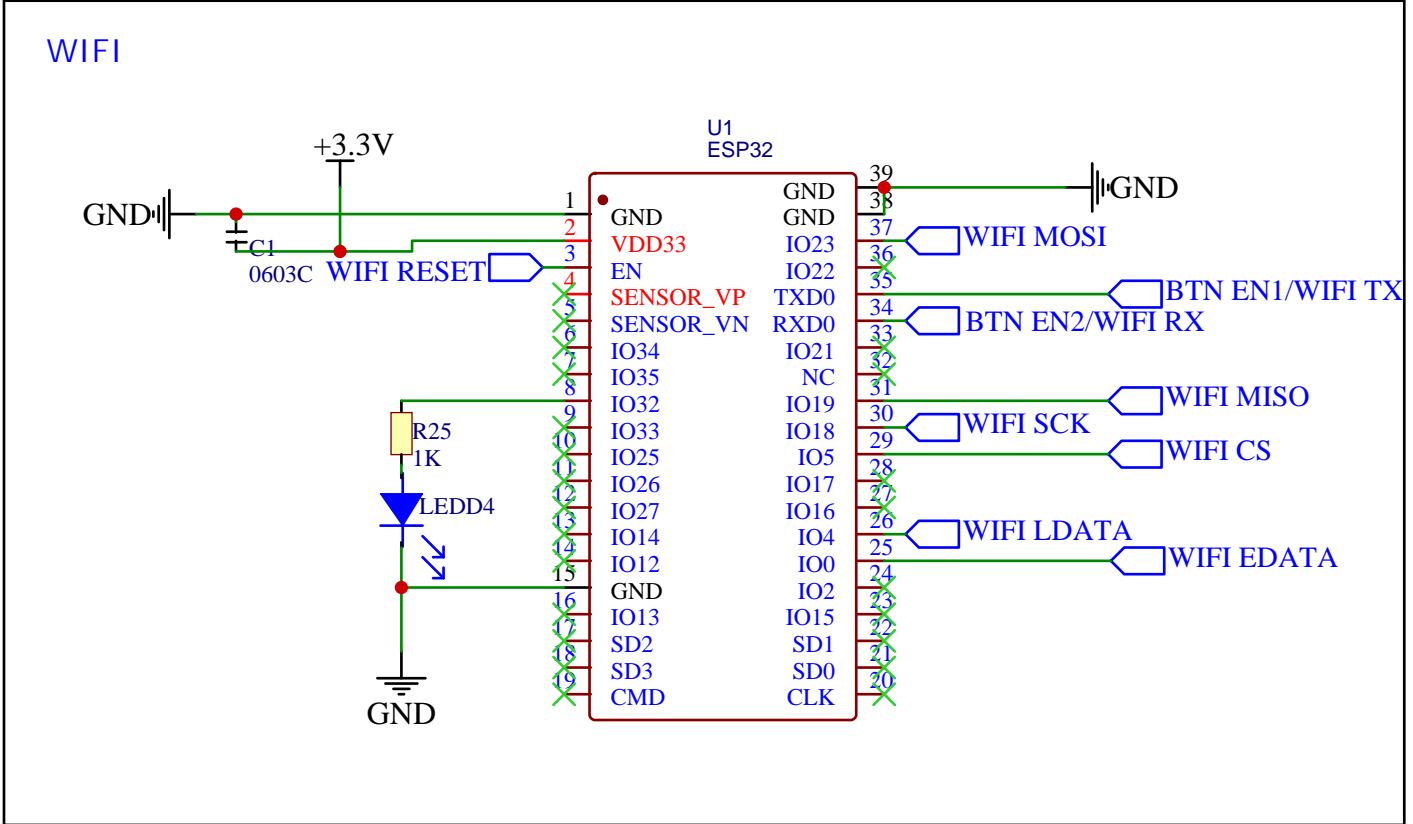 WIFI
U1
ESP32
+3.3V
GND
C1
0603C
WIFI RESET
1 GND
2 VDD33
3 EN
4 SENSOR_VP
5 SENSOR_VN
6 IO34
7 IO35
8 IO32
9 IO33
10 IO25
11 IO26
12 IO27
13 IO14
14 IO12
15 GND
16 IO13
17 SD2
18 SD3
19 CMD
R25
1K
LEDD4
GND
GND 39
GND 38
IO23 37
IO22 36
TXD0 35
RXD0 34
IO21 33
NC 32
IO19 31
IO18 30
IO5 29
IO17 28
IO16 27
IO4 26
IO0 25
IO2 24
IO15 23
SD1 22
SD0 21
CLK 20
GND
WIFI MOSI
BTN EN1/WIFI TX
BTN EN2/WIFI RX
WIFI MISO
WIFI SCK
WIFI CS
WIFI LDATA
WIFI EDATA